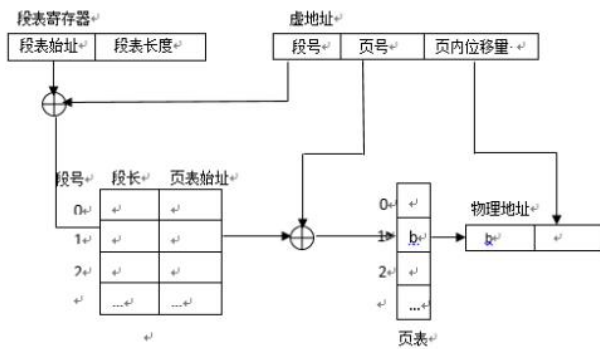 段表寄存器
虚地址
段表始址 段表长度
段号 页号 页内位移量
段号 段长 页表始址
0
1
2
... ...
0
1 b
2
...
页表
物理地址
b